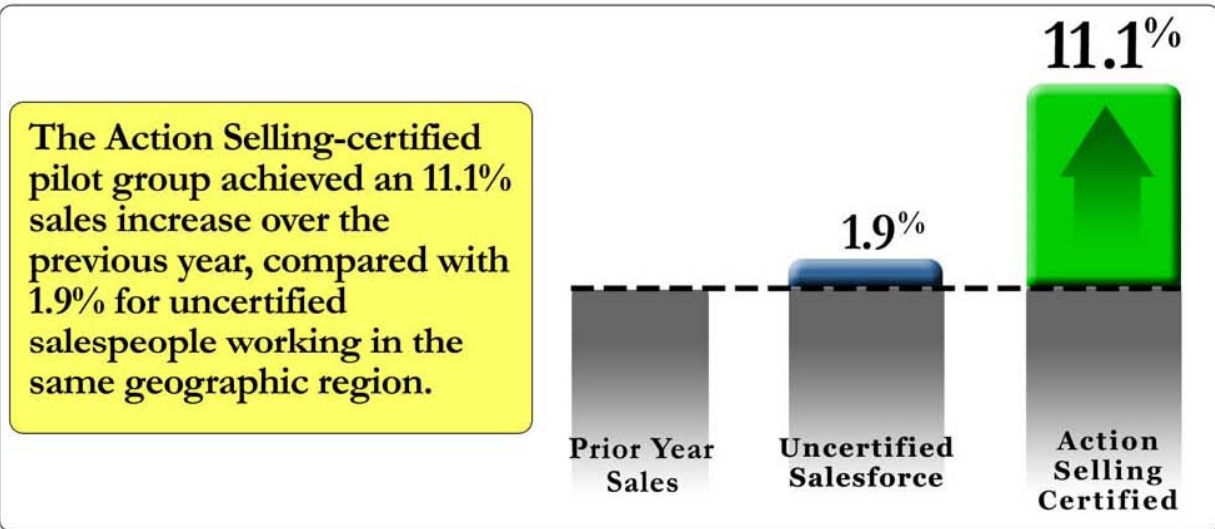 The Action Selling-certified
pilot group achieved an 11.1%
sales increase over the
previous year, compared with
1.9% for uncertified
salespeople working in the
same geographic region.
11.1%
1.9%
Prior Year
Sales
Uncertified
Salesforce
Action
Selling
Certified